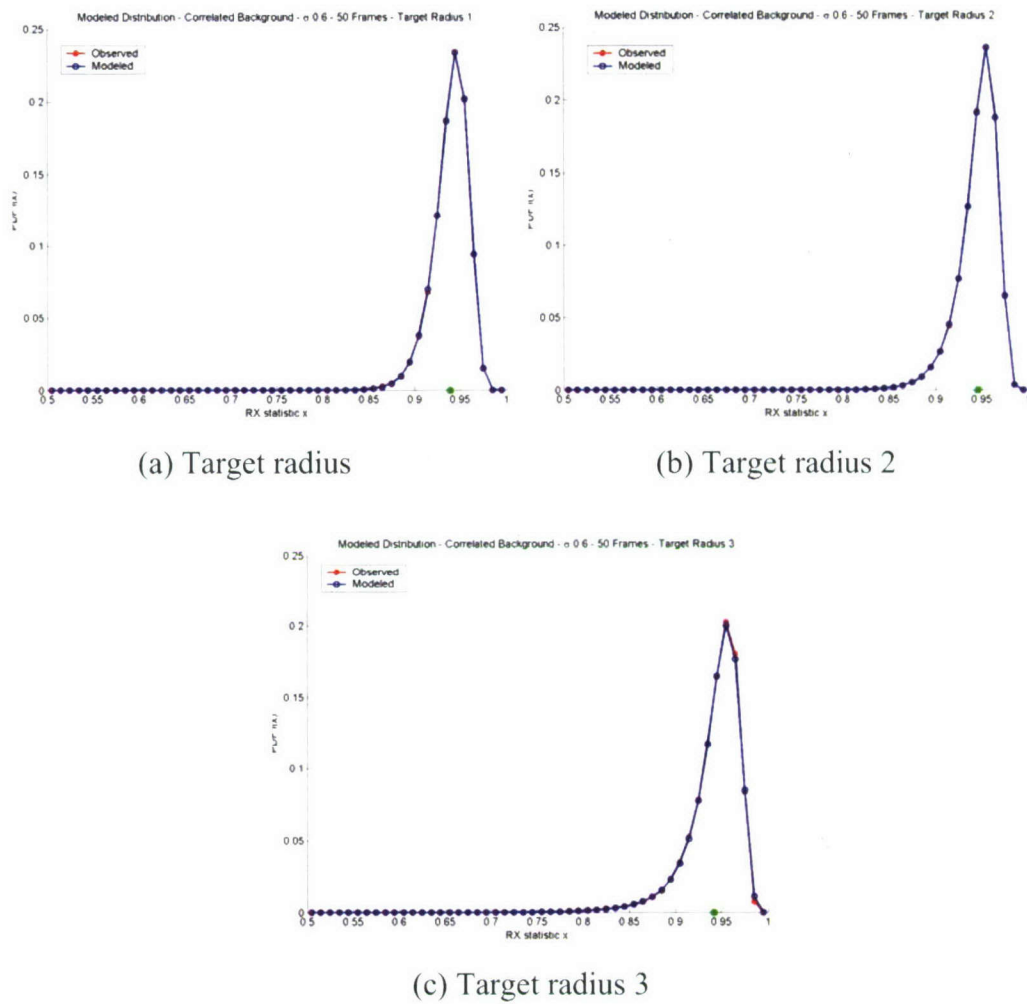 Modeled Distribution - Correlated Background - σ 0 6 - 50 Frames - Target Radius 1
0 25
Observed
Modeled
0 2
0 15
0 1
0 05
0
0 5 0 55 0 6 0 65 0 7 0 75 0 8 0 85 0 9 0 95 1
RX statistic x
(a) Target radius
Modeled Distribution - Correlated Background - σ 0 6 - 50 Frames - Target Radius 2
0 25
Observed
Modeled
0 2
0 15
0 1
0 05
0
0 5 0 55 0 6 0 65 0 7 0 75 0 8 0 85 0 9 0 95
RX statistic x
(b) Target radius 2
Modeled Distribution - Correlated Background - σ 0 6 - 50 Frames - Target Radius 3
0 25
Observed
Modeled
0 2
0 15
0 1
0 05
0
0 5 0 55 0 6 0 65 0 7 0 75 0 8 0 85 0 9 0 95 1
RX statistic x
(c) Target radius 3